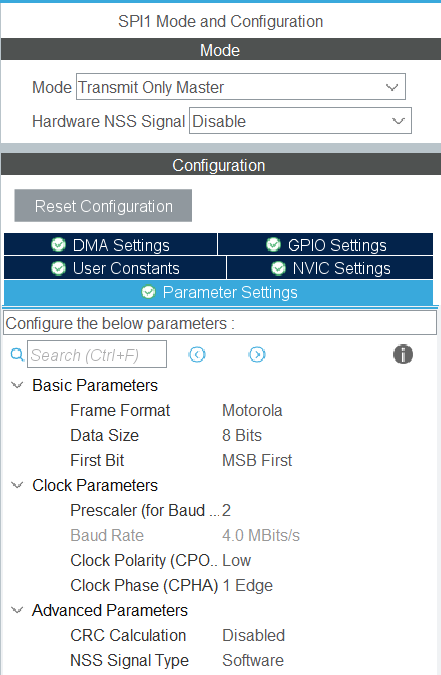 SPI1 Mode and Configuration
Mode
Mode Transmit Only Master
Hardware NSS Signal Disable
Configuration
Reset Configuration
DMA Settings GPIO Settings
User Constants NVIC Settings
Parameter Settings
Configure the below parameters :
Search (Ctrl+F)
Basic Parameters
Frame Format Motorola
Data Size 8 Bits
First Bit MSB First
Clock Parameters
Prescaler (for Baud ... 2
Baud Rate 4.0 MBits/s
Clock Polarity (CPO.. Low
Clock Phase (CPHA) 1 Edge
Advanced Parameters
CRC Calculation Disabled
NSS Signal Type Software